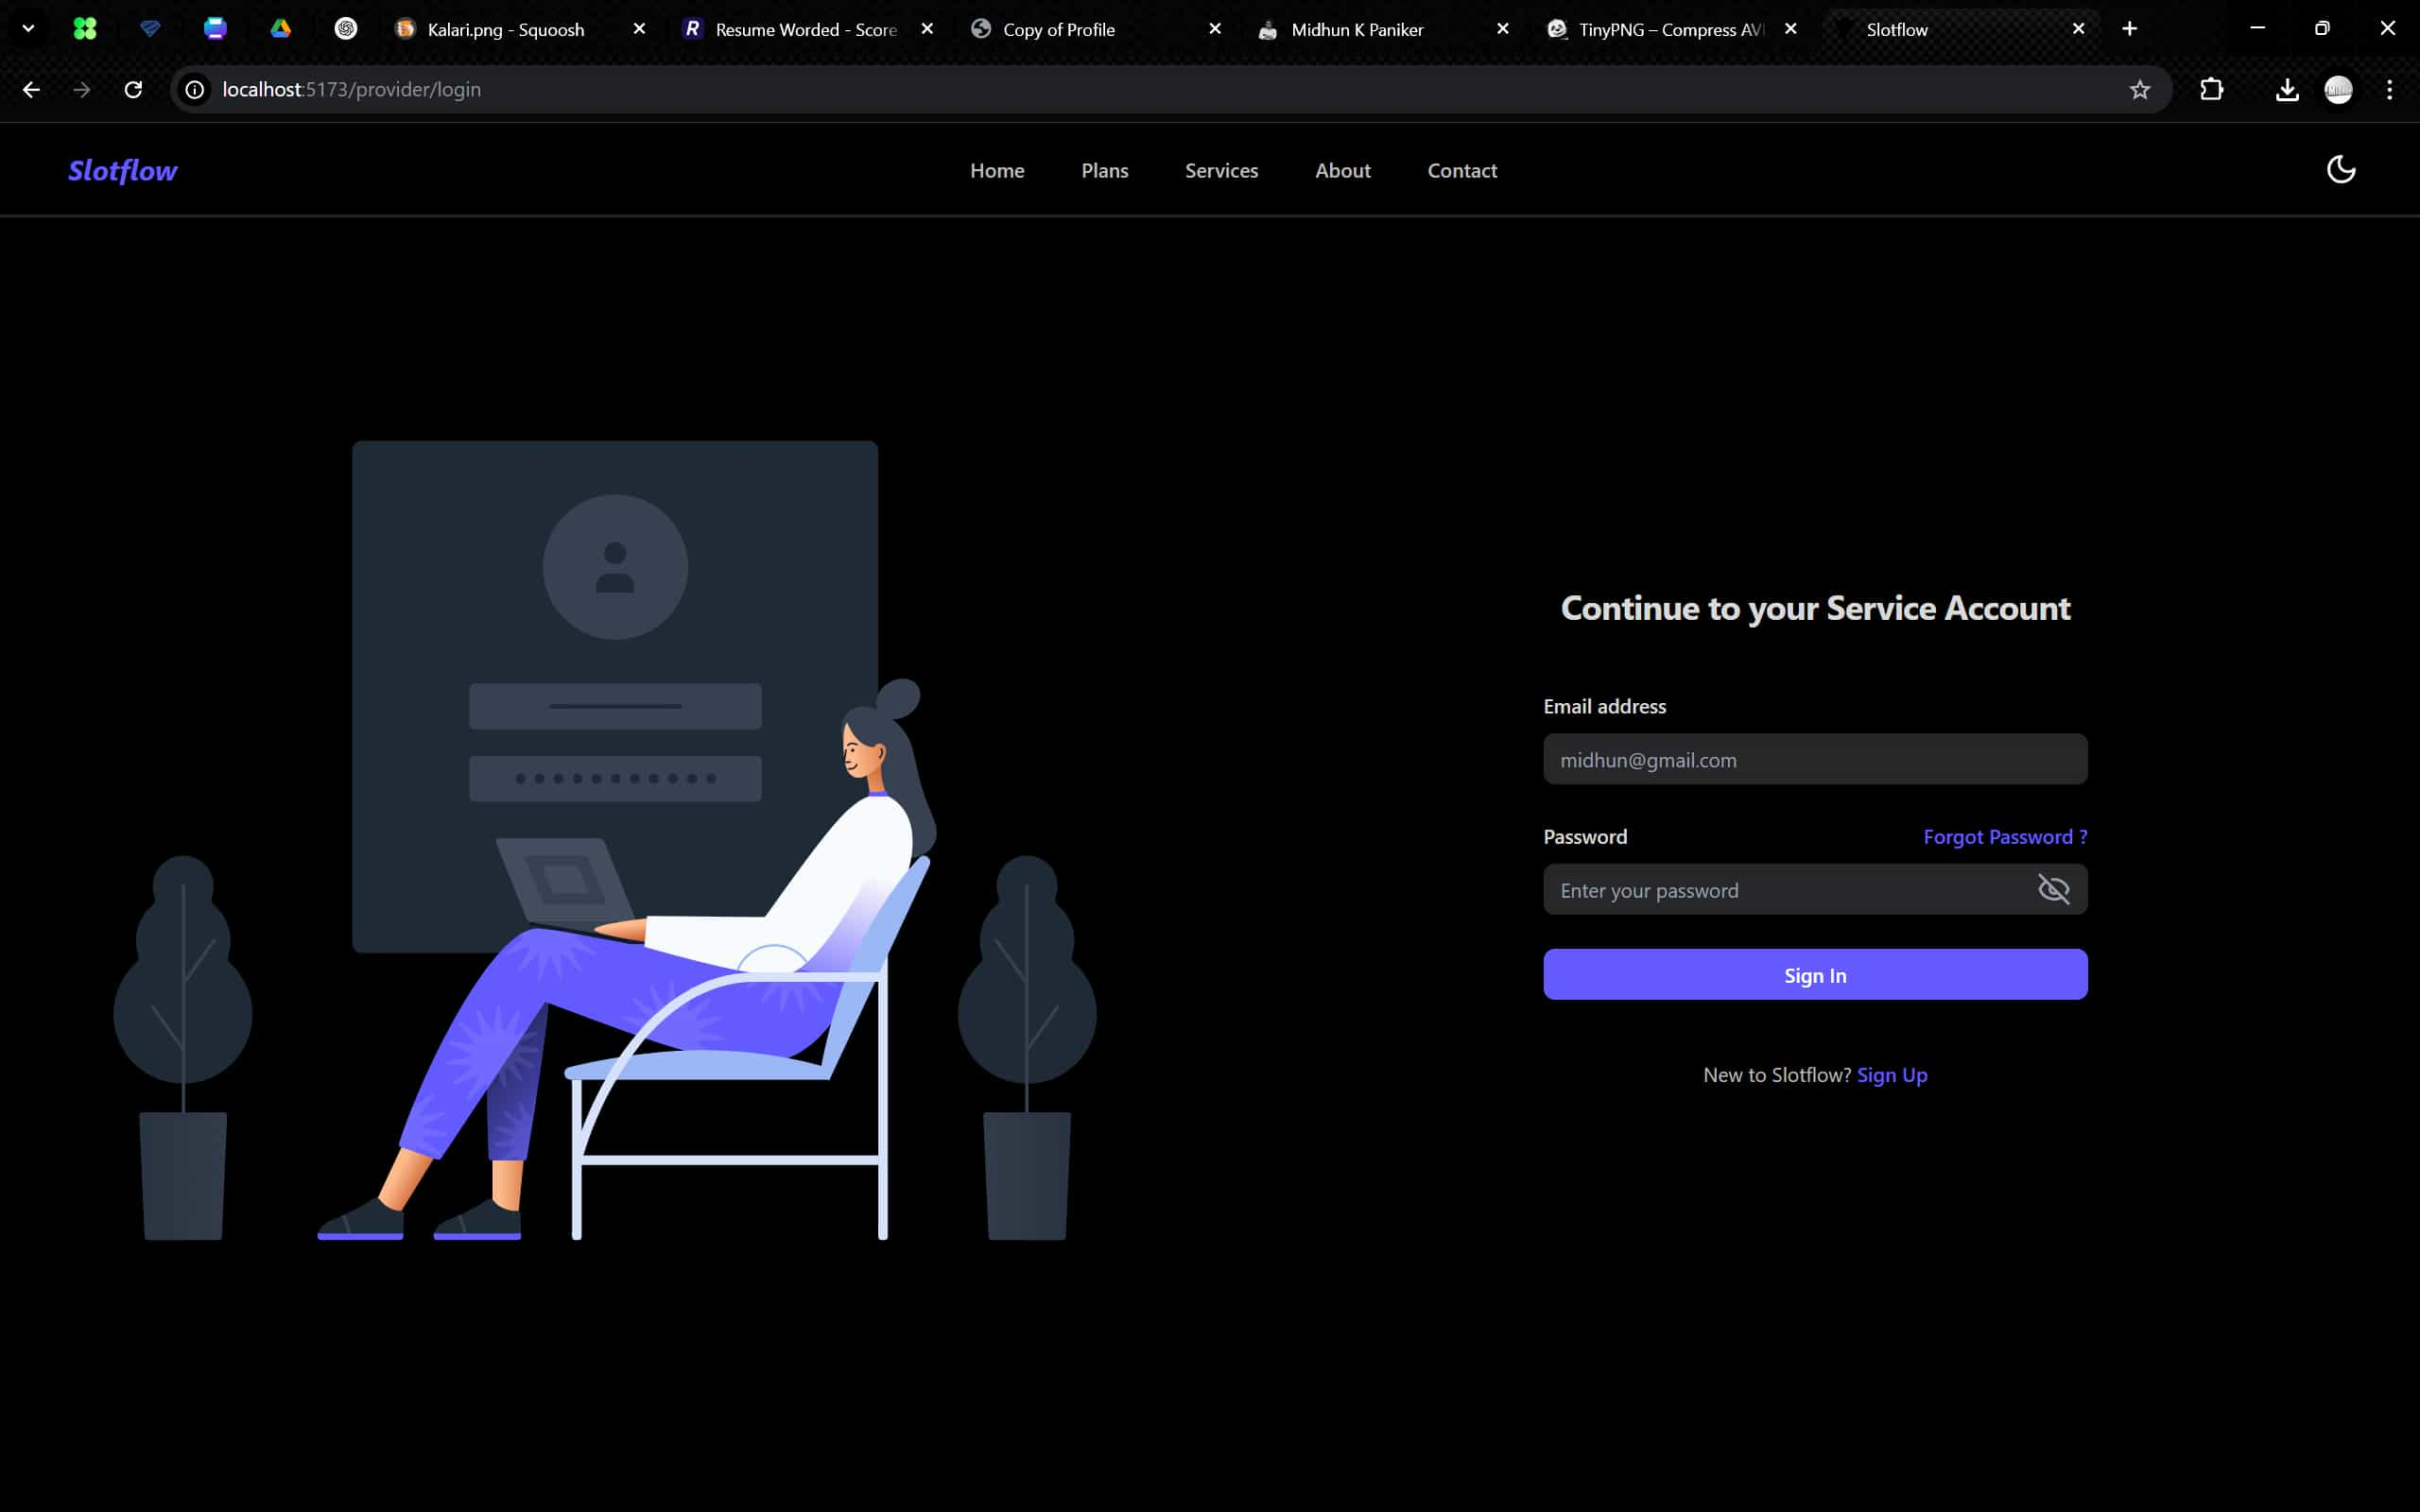 Kalari.png - Squoosh
Resume Worded - Score
Copy of Profile
Midhun K Paniker
TinyPNG – Compress AVI
Slotflow
localhost:5173/provider/login
Slotflow
Home
Plans
Services
About
Contact
Continue to your Service Account
Email address
midhun@gmail.com
Password Forgot Password ?
Enter your password
Sign In
New to Slotflow? Sign Up